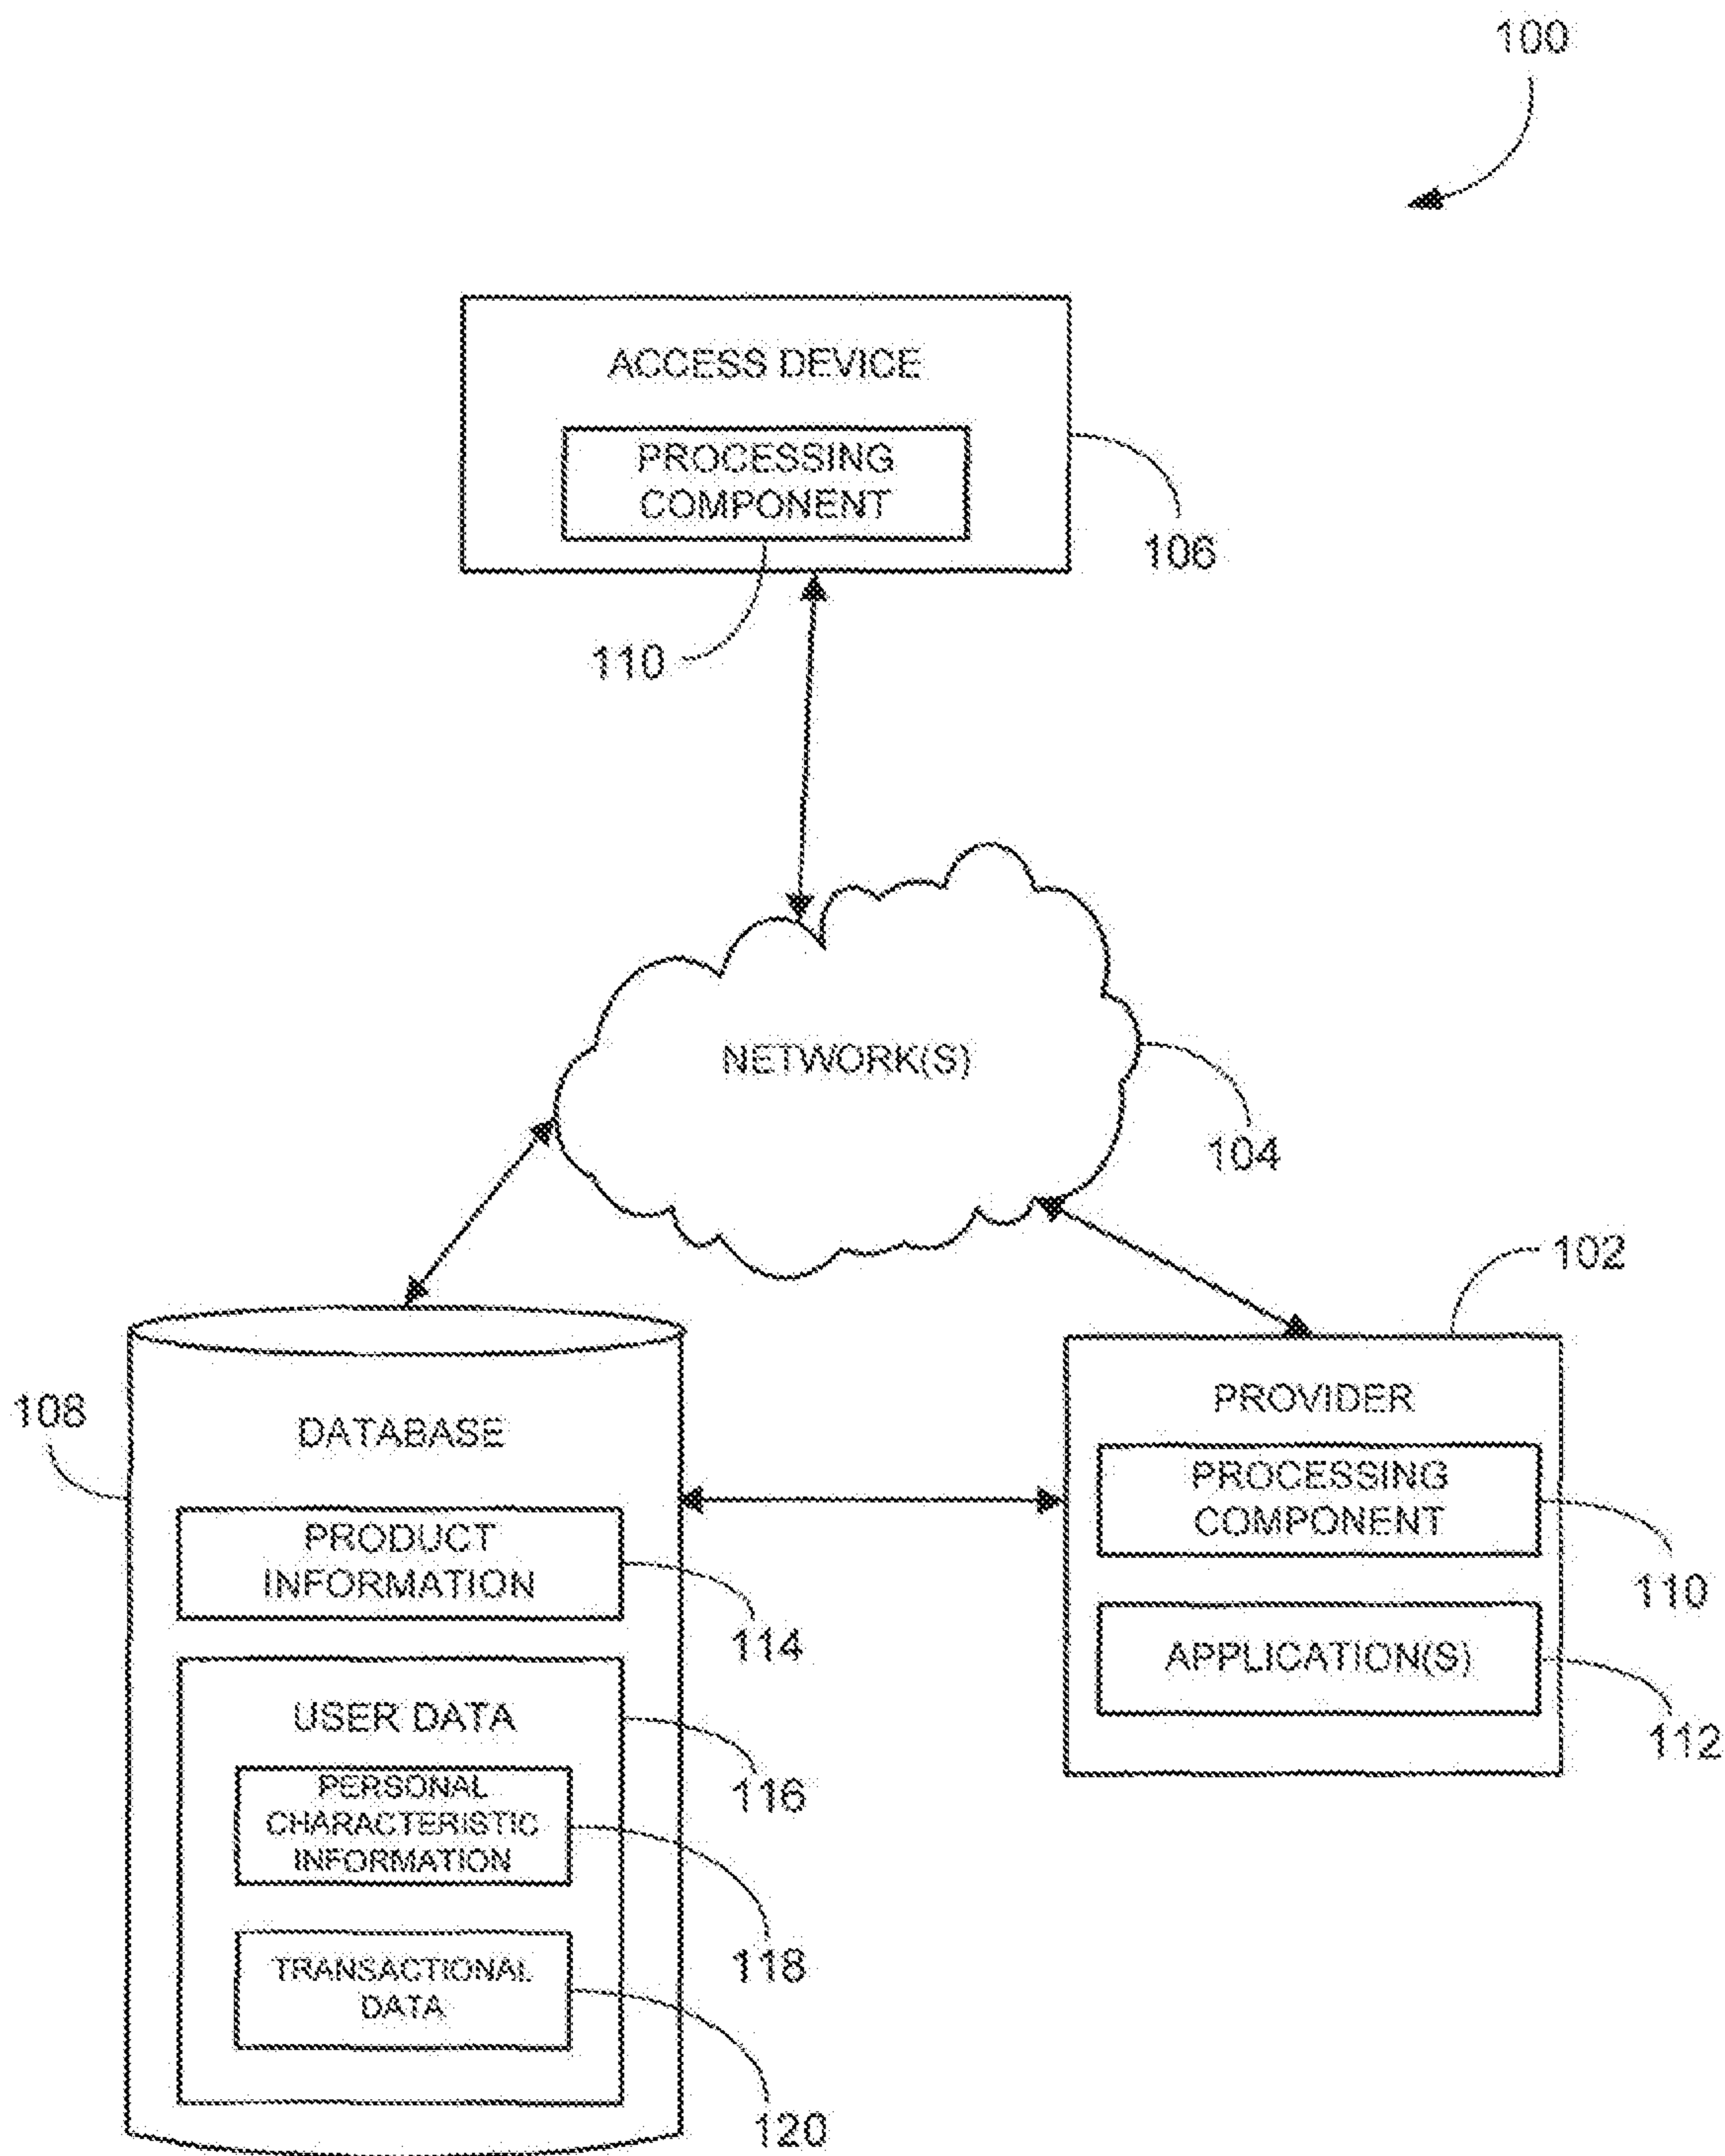 100
ACCESS DEVICE
PROCESSING
COMPONENT
106
110
NETWORK(S)
104
102
108
DATABASE
PROVIDER
PROCESSING
COMPONENT
PRODUCT
INFORMATION
110
114
APPLICATION(S)
USER DATA
112
116
PERSONAL
CHARACTERISTIC
INFORMATION
118
TRANSACTIONAL
DATA
120